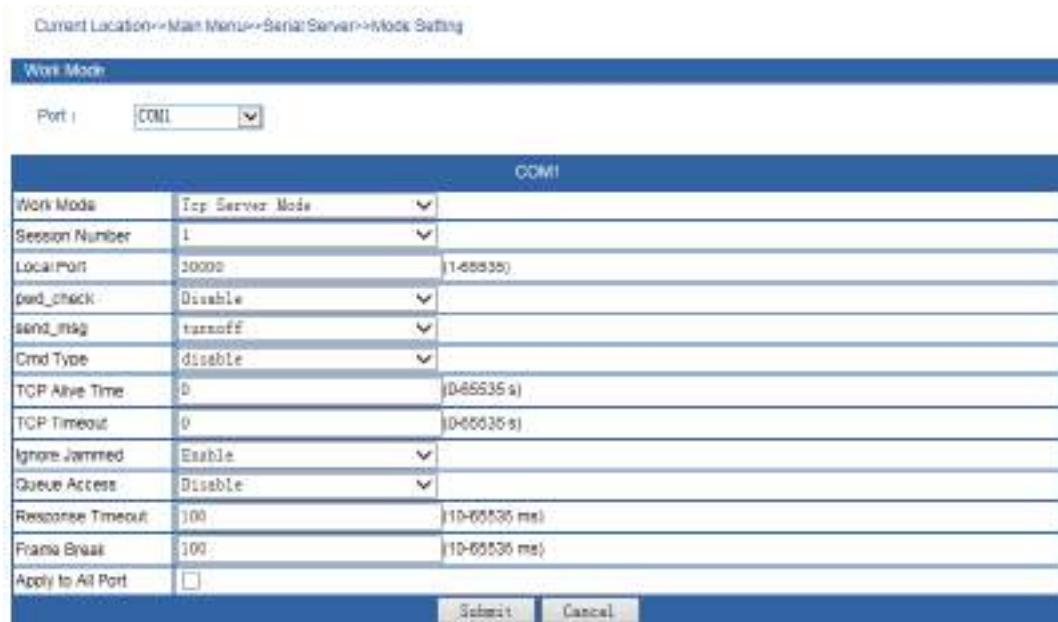 Current Location>>Main Menu>>Serial Server>>Mode Setting
Work Mode
Port : COM1
COM1
Work Mode Tcp Server Mode
Session Number 1
Local Port 30000 (1-65535)
pwd_check Disable
send_msg turnoff
Cmd Type disable
TCP Alive Time 0 (0-65535 s)
TCP Timeout 0 (0-65535 s)
Ignore Jammed Enable
Queue Access Disable
Response Timeout 100 (10-65535 ms)
Frame Break 100 (10-65535 ms)
Apply to All Port
Submit Cancel